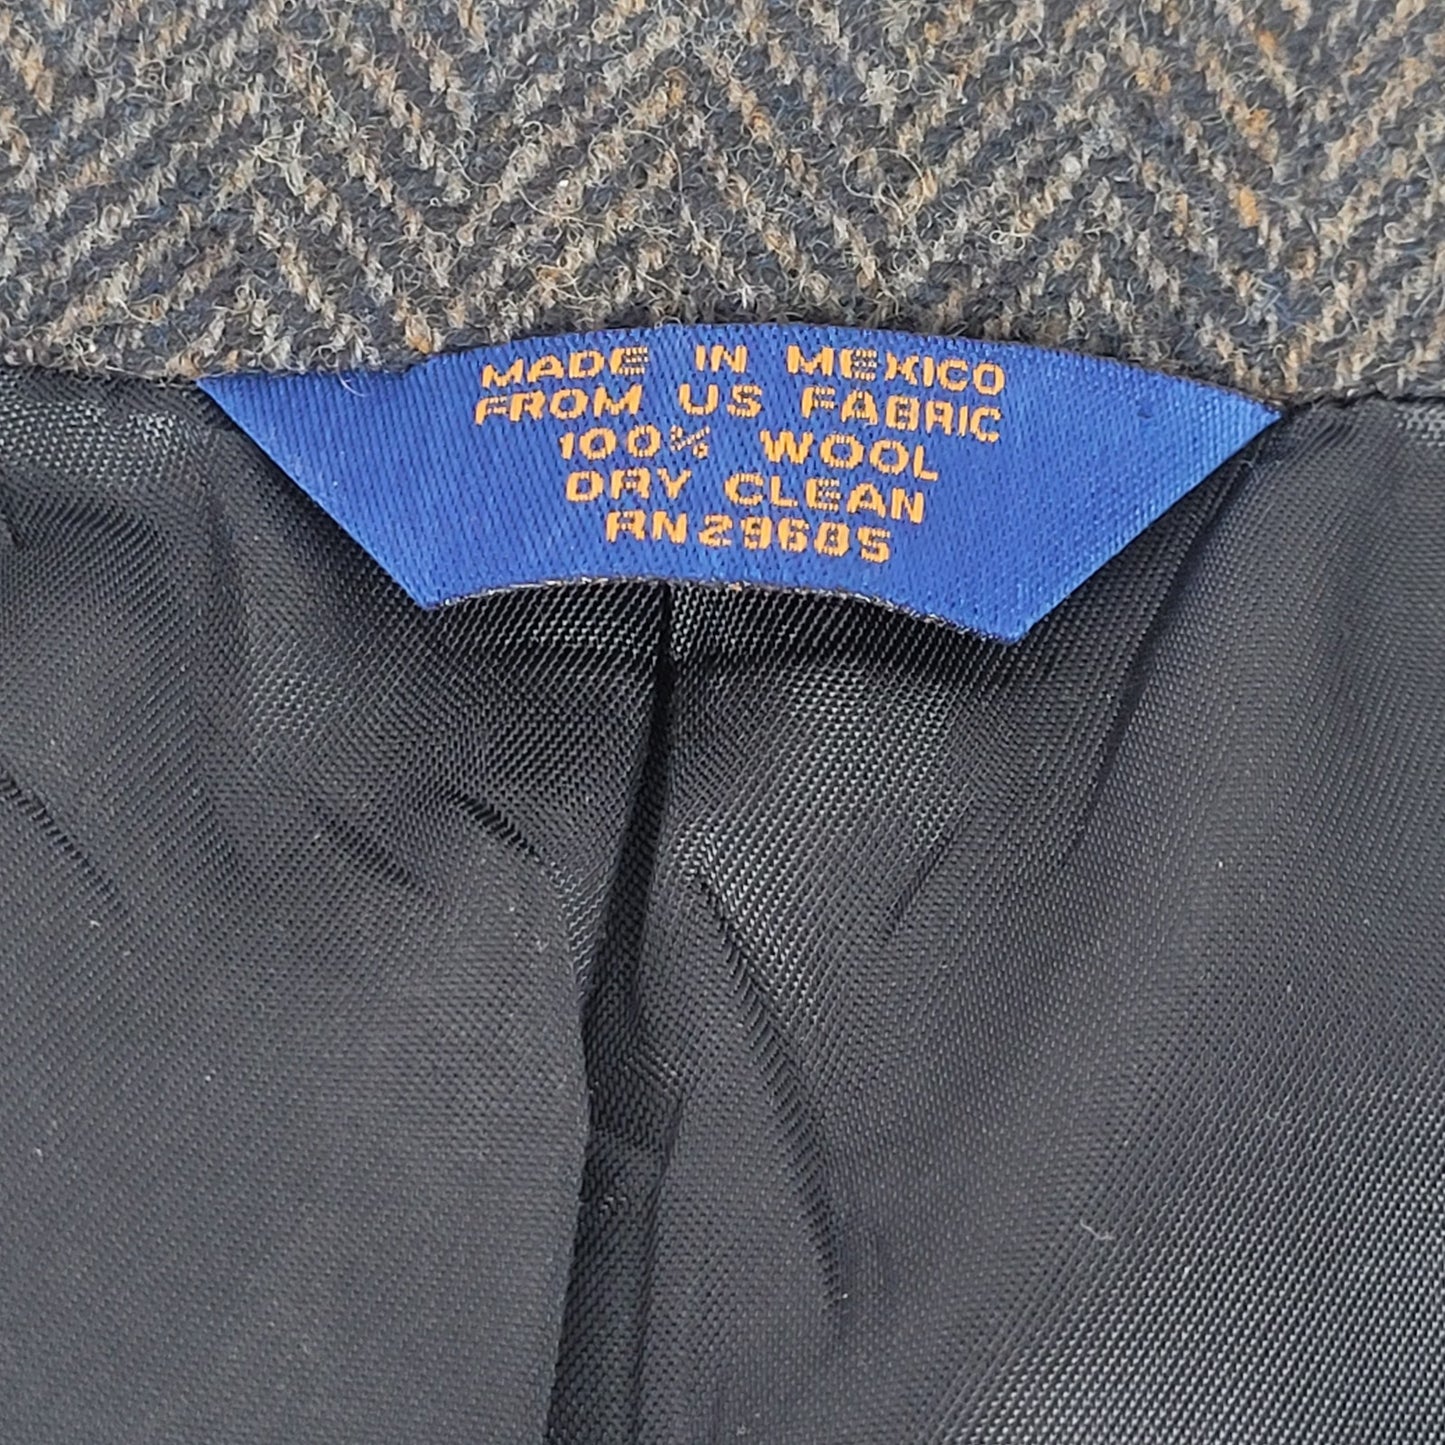 MADE IN MEXICO
FROM US FABRIC
100% WOOL
DRY CLEAN
RN29685